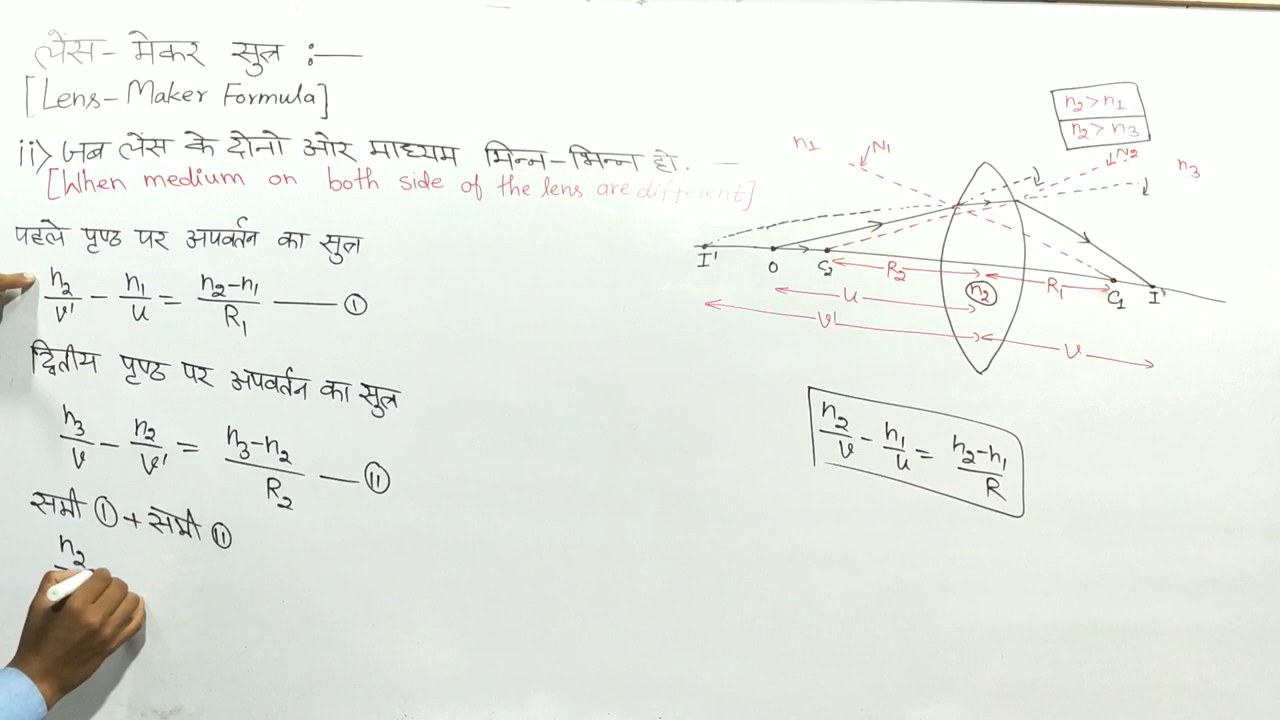 लेंस-मेकर सूत्र :—
[Lens-Maker Formula]
ii> जब लेंस के दोनो ओर माध्यम भिन्न-भिन्न हो. —
[When medium on both side of the lens are different]
पहले पृष्ठ पर अपवर्तन का सूत्र
n₂/v' - n₁/u = n₂-n₁/R₁ —— ①
द्वितीय पृष्ठ पर अपवर्तन का सूत्र
n₃/v - n₂/v' = n₃-n₂/R₂ — ⑪
समी ① + समी ⑪
n₂
n₂>n₁
n₂>n₃
n₁ N₁ N₂ n₃
I' O C₂ R₂ n₂ R₁ C₁ I'
u
v'
v
n₂/v - n₁/u = n₂-n₁/R